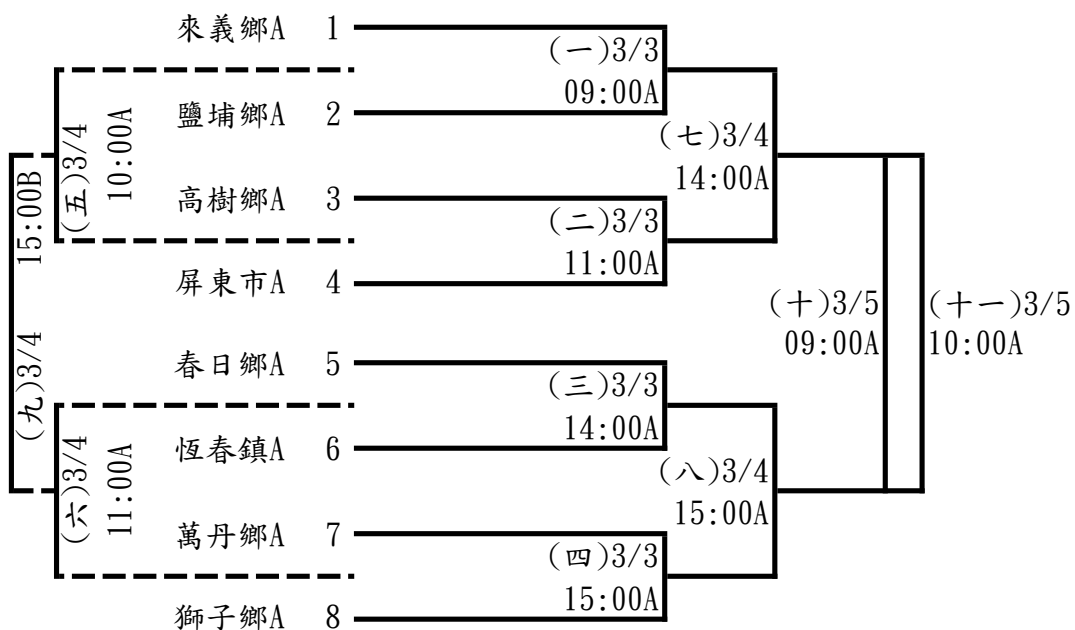 來義鄉A 1
(一)3/3
09:00A
鹽埔鄉A 2
(五)3/4
10:00A
(七)3/4
14:00A
高樹鄉A 3
(二)3/3
11:00A
屏東市A 4
(九)3/4
15:00B
(十)3/5
09:00A
(十一)3/5
10:00A
春日鄉A 5
(三)3/3
14:00A
恆春鎮A 6
(六)3/4
11:00A
(八)3/4
15:00A
萬丹鄉A 7
(四)3/3
15:00A
獅子鄉A 8